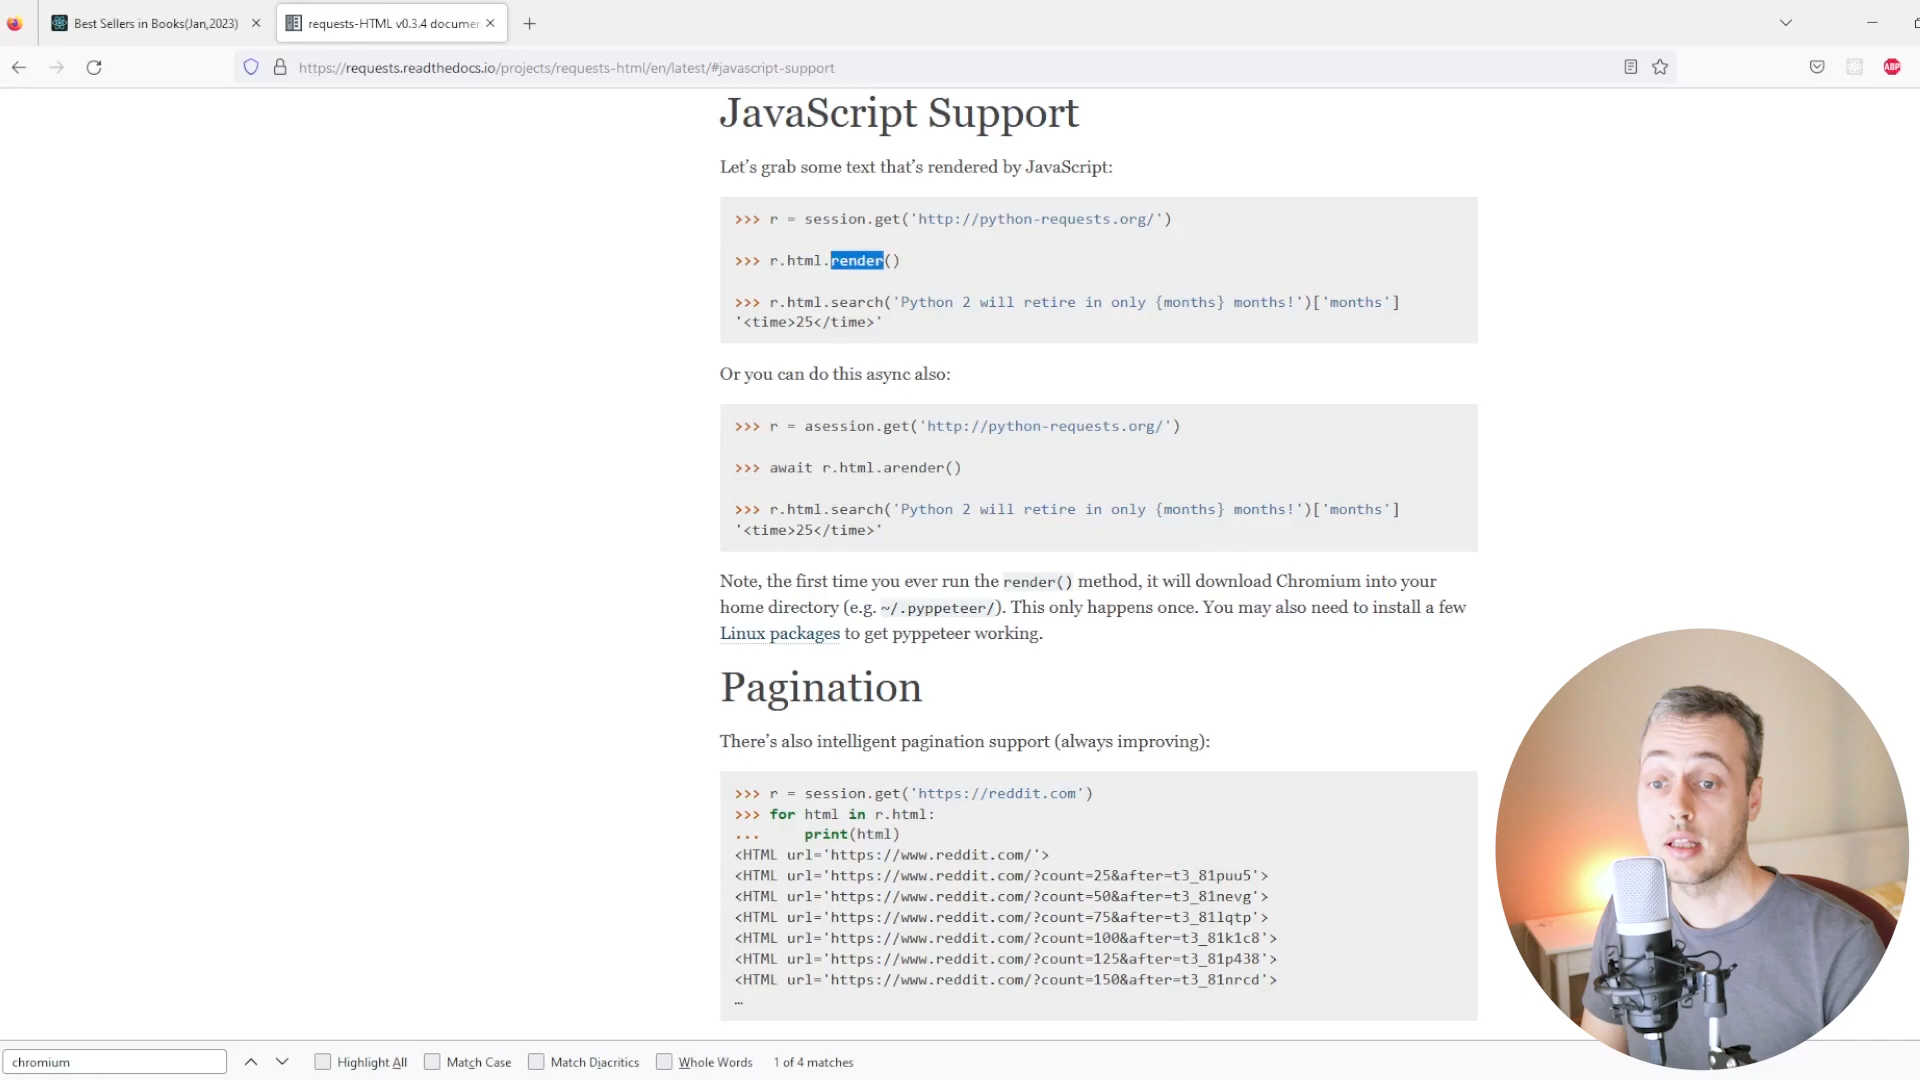 Best Sellers in Books(Jan,2023)
requests-HTML v0.3.4 documen
https://requests.readthedocs.io/projects/requests-html/en/latest/#javascript-support
ABP
JavaScript Support
Let's grab some text that's rendered by JavaScript:
>>> r = session.get('http://python-requests.org/')
>>> r.html.render()
>>> r.html.search('Python 2 will retire in only {months} months!')['months']
'<time>25</time>'
Or you can do this async also:
>>> r = asession.get('http://python-requests.org/')
>>> await r.html.arender()
>>> r.html.search('Python 2 will retire in only {months} months!')['months']
'<time>25</time>'
Note, the first time you ever run the render() method, it will download Chromium into your
home directory (e.g. ~/.pyppeteer/). This only happens once. You may also need to install a few
Linux packages to get pyppeteer working.
Pagination
There's also intelligent pagination support (always improving):
>>> r = session.get('https://reddit.com')
>>> for html in r.html:
...     print(html)
<HTML url='https://www.reddit.com/'>
<HTML url='https://www.reddit.com/?count=25&after=t3_81puu5'>
<HTML url='https://www.reddit.com/?count=50&after=t3_81nevg'>
<HTML url='https://www.reddit.com/?count=75&after=t3_81lqtp'>
<HTML url='https://www.reddit.com/?count=100&after=t3_81k1c8'>
<HTML url='https://www.reddit.com/?count=125&after=t3_81p438'>
<HTML url='https://www.reddit.com/?count=150&after=t3_81nrcd'>
…
chromium
Highlight All
Match Case
Match Diacritics
Whole Words
1 of 4 matches